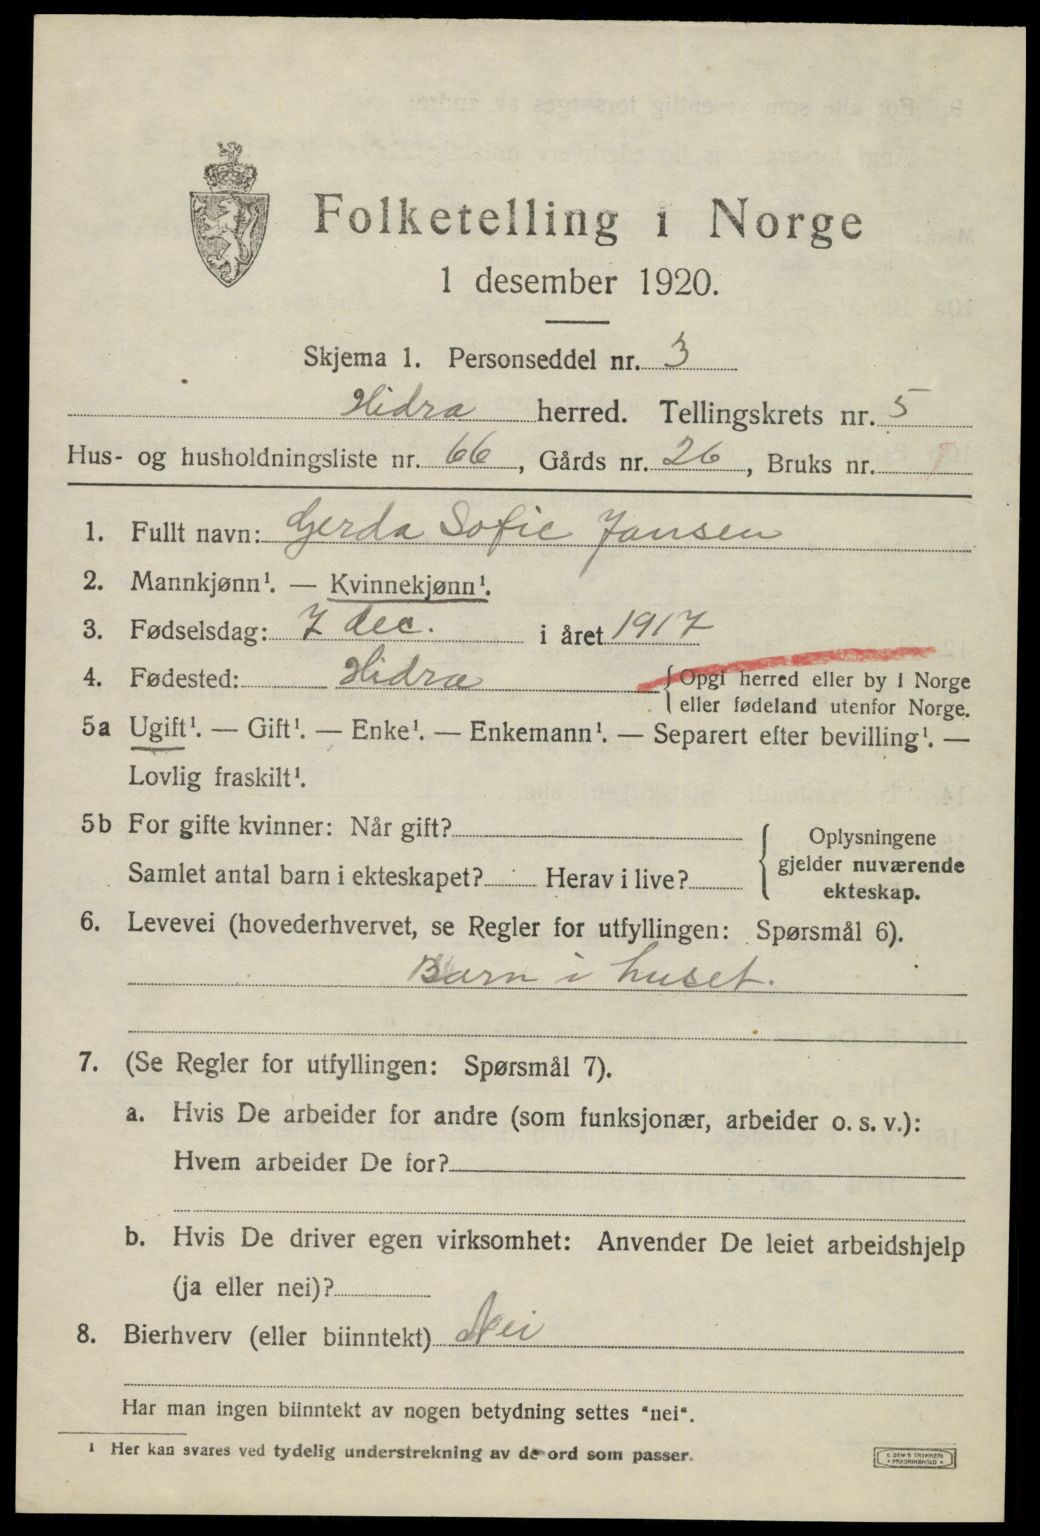 Folketelling i Norge
1 desember 1920.
Skjema 1. Personseddel nr. 3
Hidra herred. Tellingskrets nr. 5
Hus- og husholdningsliste nr. 66, Gårds nr. 26, Bruks nr. 1
1. Fullt navn: Gerda Sofie Jansen
2. Mannkjønn¹. — Kvinnekjønn¹.
3. Fødselsdag: 7 dec. i året 1917
4. Fødested: Hidra { Opgi herred eller by i Norge
eller fødeland utenfor Norge.
5a Ugift¹. — Gift¹. — Enke¹. — Enkemann¹. — Separert efter bevilling¹. —
Lovlig fraskilt¹.
5b For gifte kvinner: Når gift?
Samlet antal barn i ekteskapet? Herav i live?
Oplysningene
gjelder nuværende
ekteskap.
6. Levevei (hovederhvervet, se Regler for utfyllingen: Spørsmål 6).
Barn i huset.
7. (Se Regler for utfyllingen: Spørsmål 7).
a. Hvis De arbeider for andre (som funksjonær, arbeider o. s. v.):
Hvem arbeider De for?
b. Hvis De driver egen virksomhet: Anvender De leiet arbeidshjelp
(ja eller nei)?
8. Bierhverv (eller biinntekt) Nei
Har man ingen biinntekt av nogen betydning settes "nei".
¹ Her kan svares ved tydelig understrekning av de ord som passer.